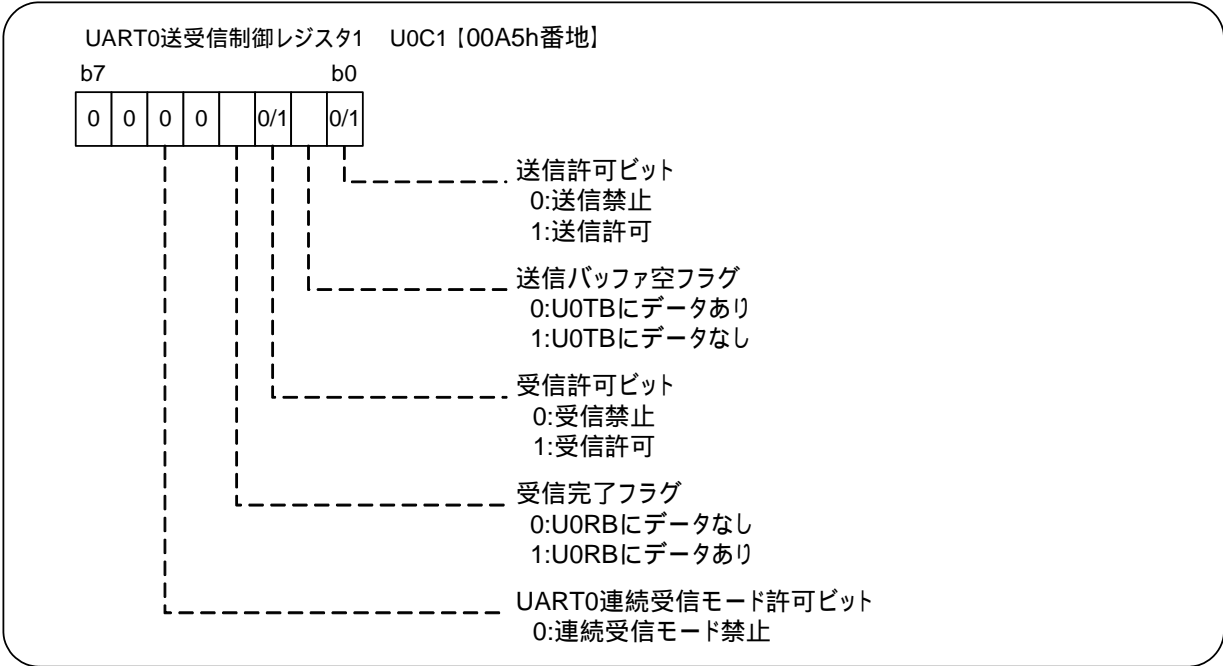 UART0送受信制御レジスタ1 U0C1【00A5h番地】
b7 b0
0 0 0 0 0/1 0/1
送信許可ビット
0:送信禁止
1:送信許可
送信バッファ空フラグ
0:U0TBにデータあり
1:U0TBにデータなし
受信許可ビット
0:受信禁止
1:受信許可
受信完了フラグ
0:U0RBにデータなし
1:U0RBにデータあり
UART0連続受信モード許可ビット
0:連続受信モード禁止